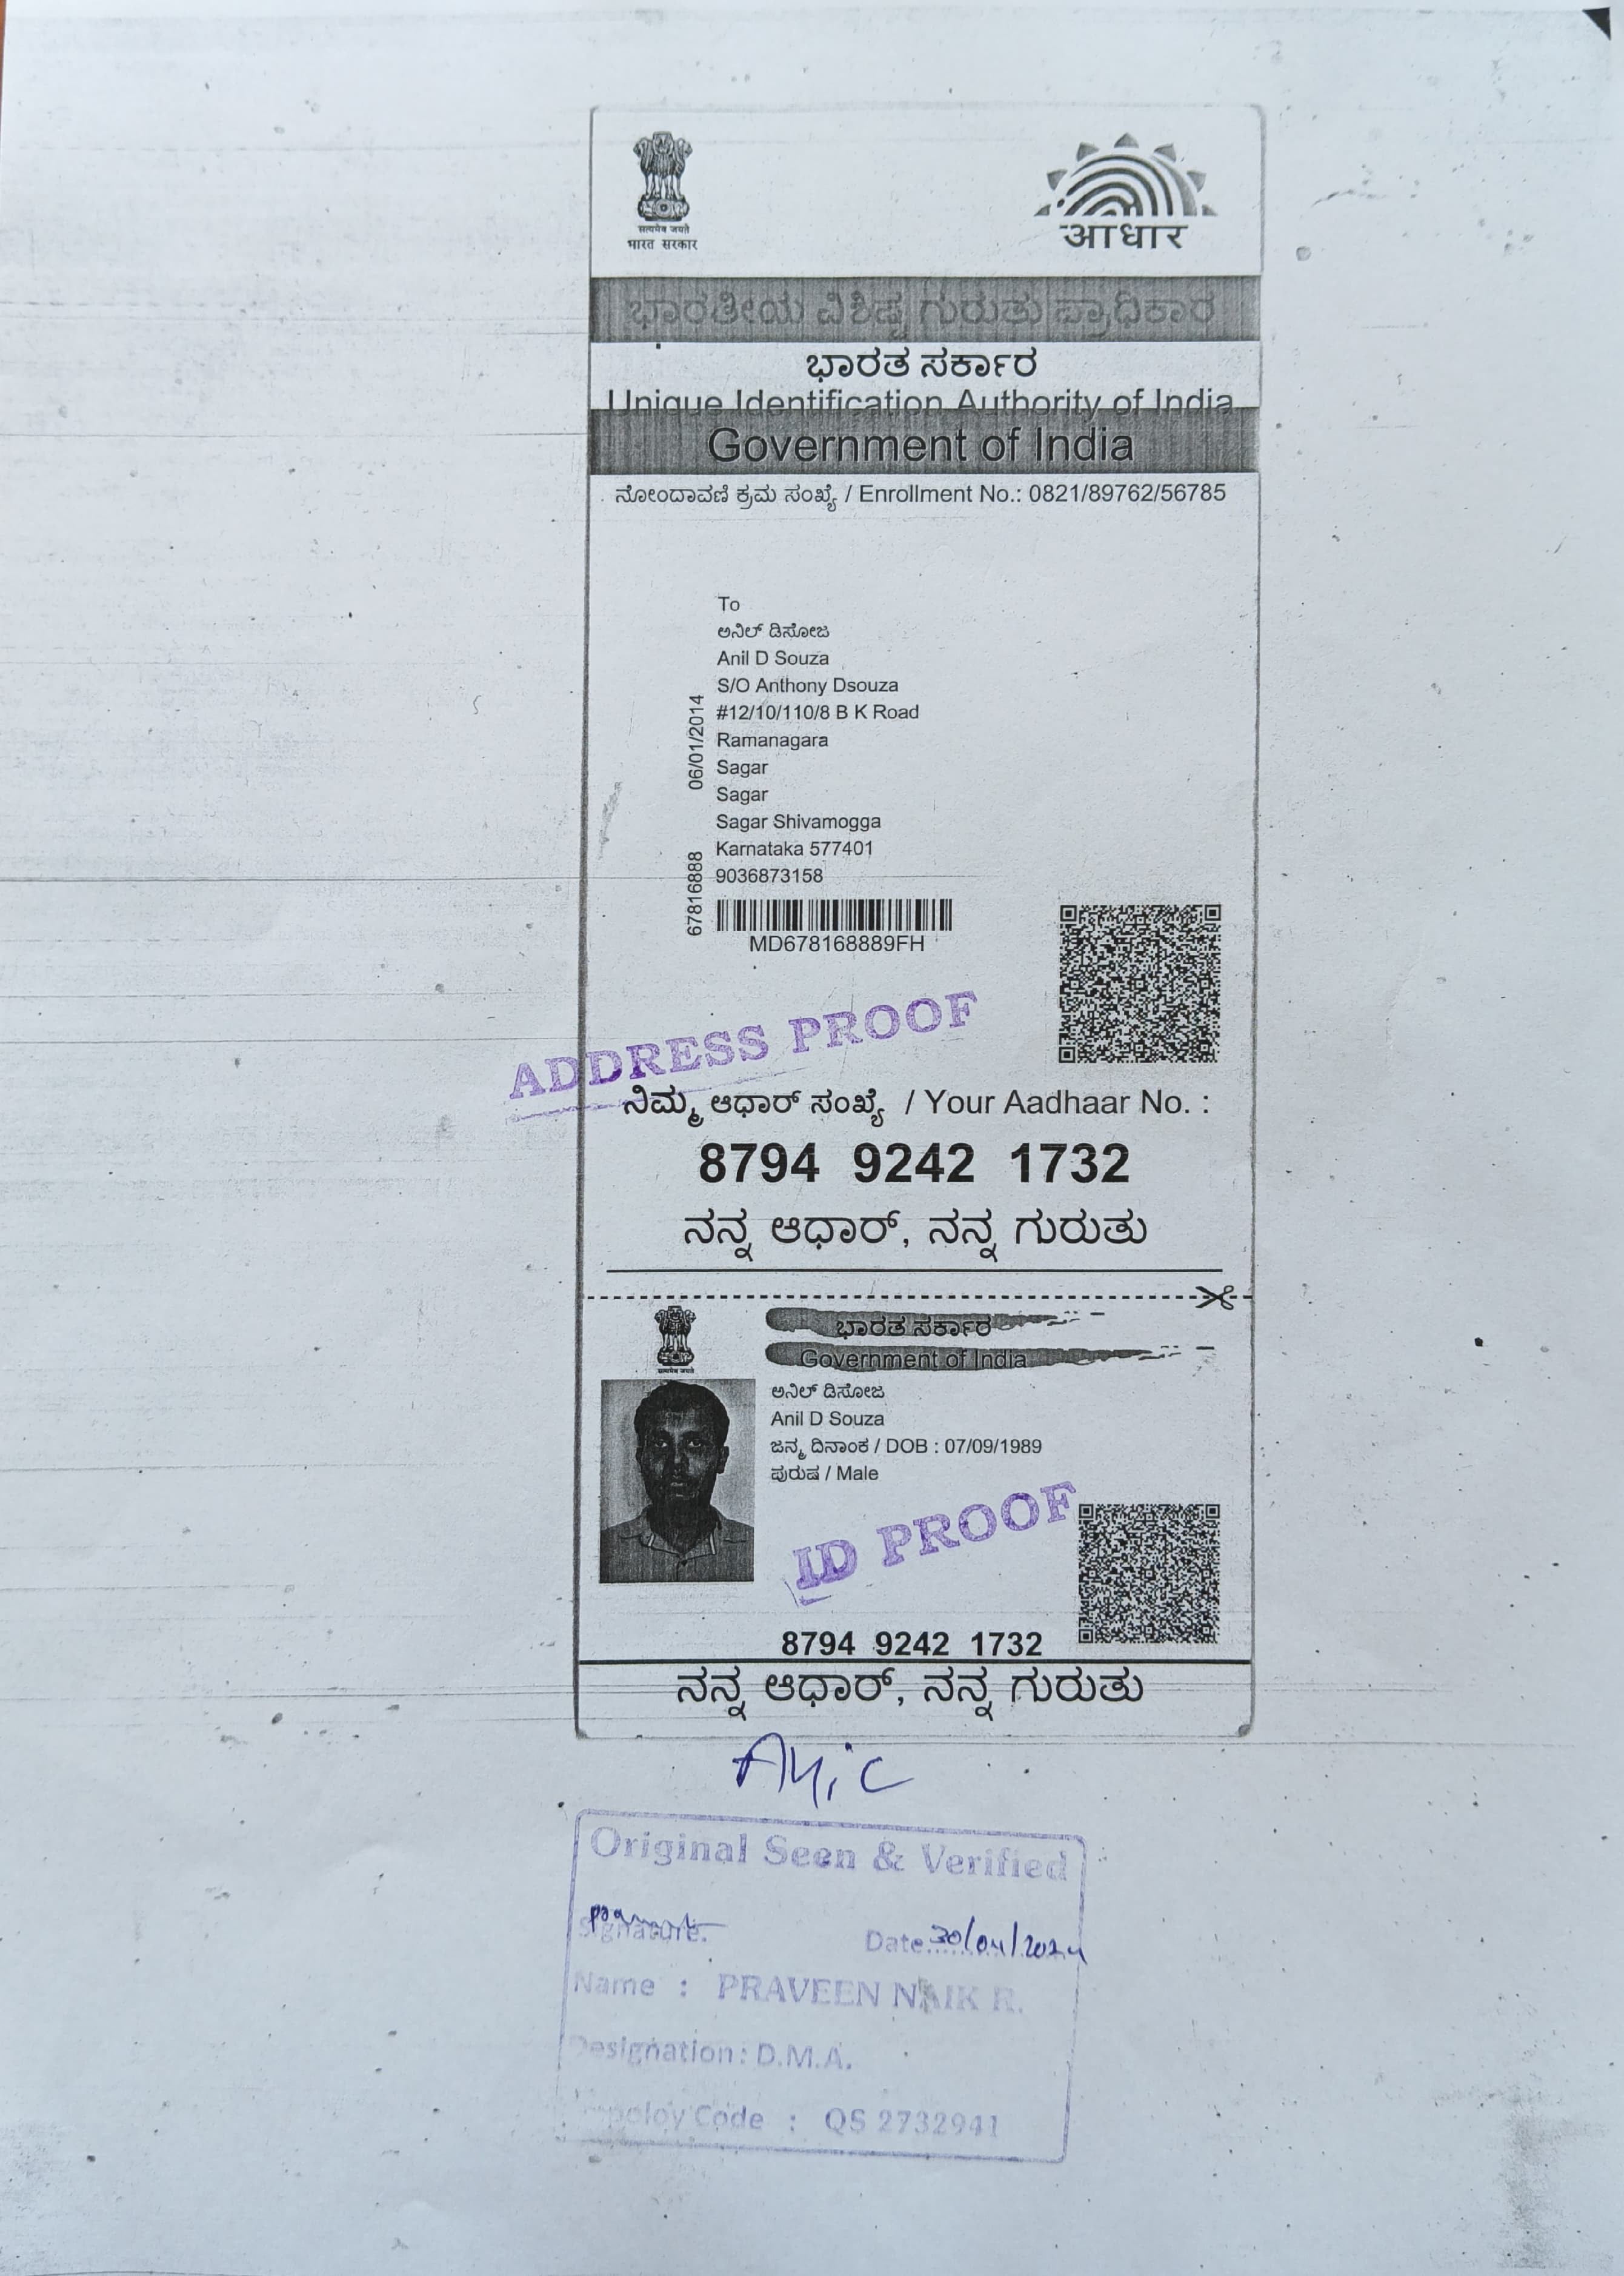 सत्यमेव जयते
भारत सरकार
आधार
ಭಾರತೀಯ ವಿಶಿಷ್ಟ ಗುರುತು ಪ್ರಾಧಿಕಾರ
ಭಾರತ ಸರ್ಕಾರ
Unique Identification Authority of India
Government of India
ನೋಂದಾವಣಿ ಕ್ರಮ ಸಂಖ್ಯೆ / Enrollment No.: 0821/89762/56785
To
ಅನಿಲ್ ಡಿಸೋಜ
Anil D Souza
S/O Anthony Dsouza
#12/10/110/8 B K Road
Ramanagara
Sagar
Sagar
Sagar Shivamogga
Karnataka 577401
9036873158
06/01/2014
67816888
MD678168889FH
ADDRESS PROOF
ನಿಮ್ಮ ಆಧಾರ್ ಸಂಖ್ಯೆ / Your Aadhaar No. :
8794 9242 1732
ನನ್ನ ಆಧಾರ್, ನನ್ನ ಗುರುತು
सत्यमेव जयते
ಭಾರತ ಸರ್ಕಾರ
Government of India
ಅನಿಲ್ ಡಿಸೋಜ
Anil D Souza
ಜನ್ಮ ದಿನಾಂಕ / DOB : 07/09/1989
ಪುರುಷ / Male
ID PROOF
8794 9242 1732
ನನ್ನ ಆಧಾರ್, ನನ್ನ ಗುರುತು
Original Seen & Verified
Signature. Date 30/04/2024
Name : PRAVEEN NAIK R.
Designation: D.M.A.
Code : QS 2732941